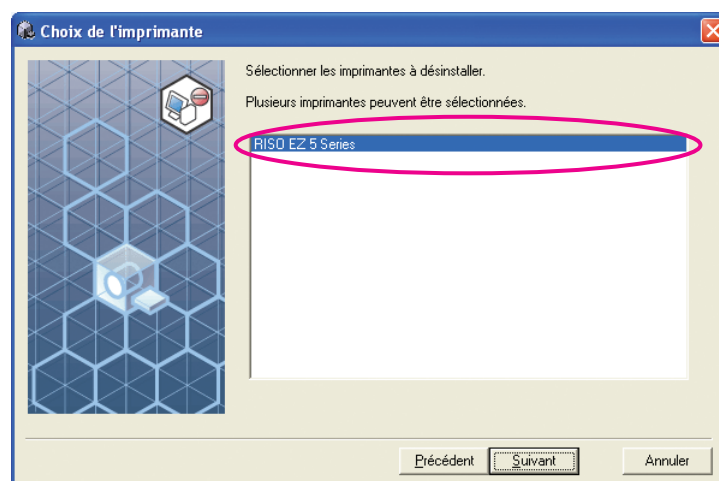 Choix de l'imprimante
Sélectionner les imprimantes à désinstaller.
Plusieurs imprimantes peuvent être sélectionnées.
RISO EZ 5 Series
Précédent
Suivant
Annuler